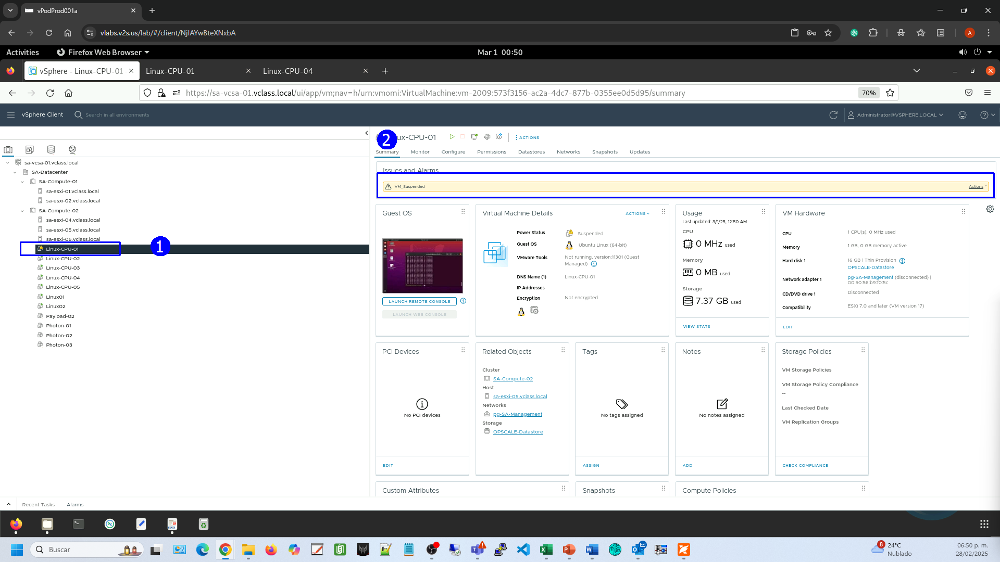 vPodProd001a
vlabs.v2s.us/lab/#/client/NjIAYwBteXNxbA
A
Activities
Firefox Web Browser
Mar 1 00:50
vSphere - Linux-CPU-01
Linux-CPU-01
Linux-CPU-04
https://sa-vcsa-01.vclass.local/ui/app/vm;nav=h/urn:vmomi:VirtualMachine:vm-2009:573f3156-ac2a-4dc7-877b-0355ee0d5d95/summary
70%
vSphere Client
Search in all environments
Administrator@VSPHERE.LOCAL
sa-vcsa-01.vclass.local
SA-Datacenter
SA-Compute-01
sa-esxi-01.vclass.local
sa-esxi-02.vclass.local
SA-Compute-02
sa-esxi-04.vclass.local
sa-esxi-05.vclass.local
sa-esxi-06.vclass.local
Linux-CPU-01
1
Linux-CPU-02
Linux-CPU-03
Linux-CPU-04
Linux-CPU-05
Linux01
Linux02
Payload-02
Photon-01
Photon-02
Photon-03
2
ux-CPU-01
ACTIONS
Summary
Monitor
Configure
Permissions
Datastores
Networks
Snapshots
Updates
Issues and Alarms
VM_Suspended
Actions
Guest OS
LAUNCH REMOTE CONSOLE
LAUNCH WEB CONSOLE
Virtual Machine Details
ACTIONS
Power Status
Suspended
Guest OS
Ubuntu Linux (64-bit)
VMware Tools
Not running, version:11301 (Guest
Managed)
DNS Name (1)
Linux-CPU-01
IP Addresses
Encryption
Not encrypted
Usage
Last updated: 3/1/25, 12:50 AM
CPU
0 MHz used
Memory
0 MB used
Storage
7.37 GB used
VIEW STATS
VM Hardware
CPU
1 CPU(s), 0 MHz used
Memory
1 GB, 0 GB memory active
Hard disk 1
16 GB | Thin Provision
OPSCALE-Datastore
Network adapter 1
pg-SA-Management (disconnected) |
00:50:56:b9:f0:5c
CD/DVD drive 1
Disconnected
Compatibility
ESXi 7.0 and later (VM version 17)
EDIT
PCI Devices
No PCI devices
EDIT
Related Objects
Cluster
SA-Compute-02
Host
sa-esxi-05.vclass.local
Networks
pg-SA-Management
Storage
OPSCALE-Datastore
Tags
No tags assigned
ASSIGN
Notes
No notes assigned
ADD
Storage Policies
VM Storage Policies
VM Storage Policy Compliance
--
Last Checked Date
VM Replication Groups
CHECK COMPLIANCE
Custom Attributes
Snapshots
Compute Policies
Recent Tasks
Alarms
Buscar
8
24°C
Nublado
06:50 p. m.
28/02/2025